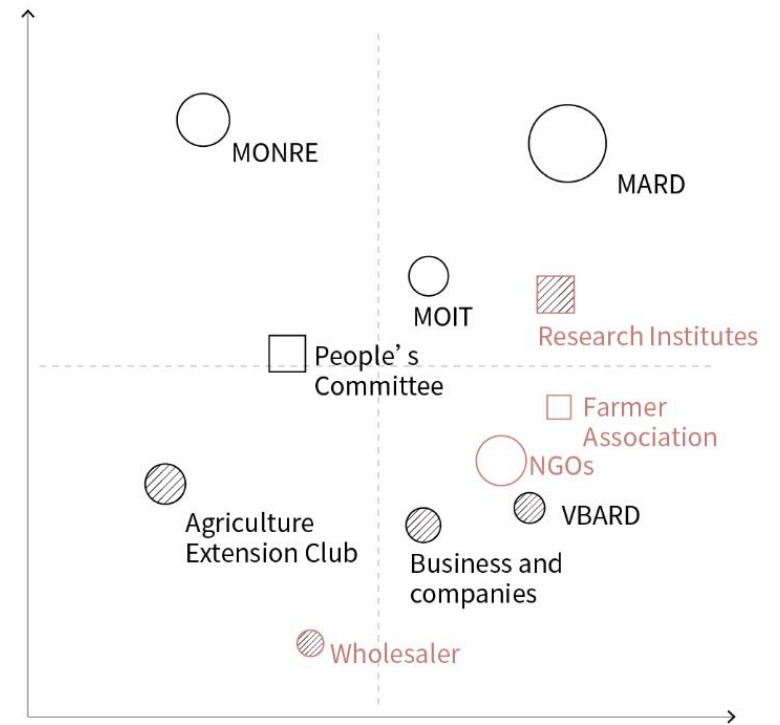 MONRE
MARD
MOIT
Research Institutes
People’s
Committee
Farmer
Association
NGOs
VBARD
Agriculture
Extension Club
Business and
companies
Wholesaler